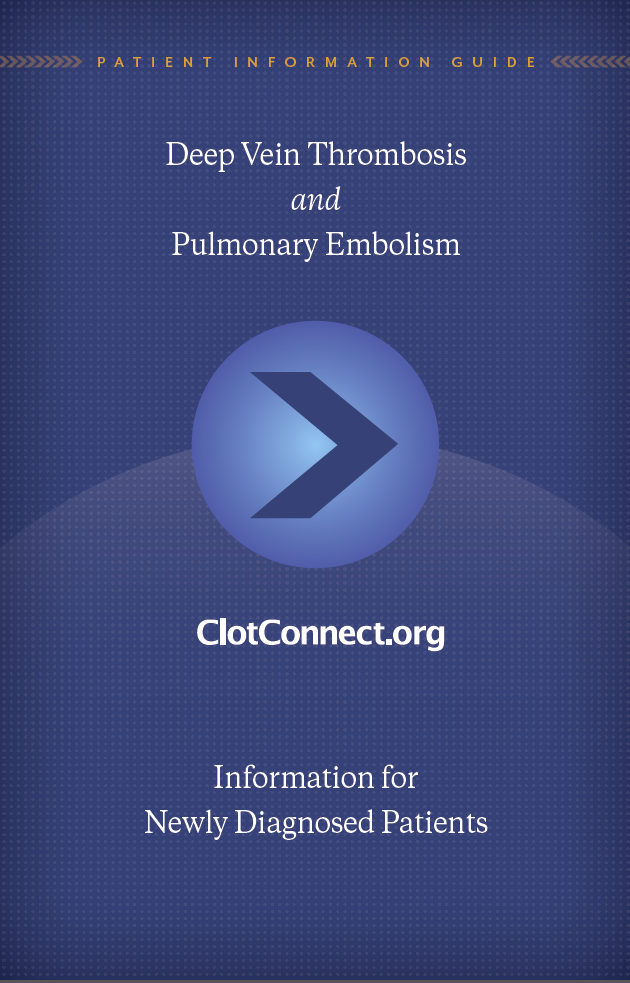 PATIENT INFORMATION GUIDE
Deep Vein Thrombosis
and
Pulmonary Embolism
ClotConnect.org
Information for
Newly Diagnosed Patients